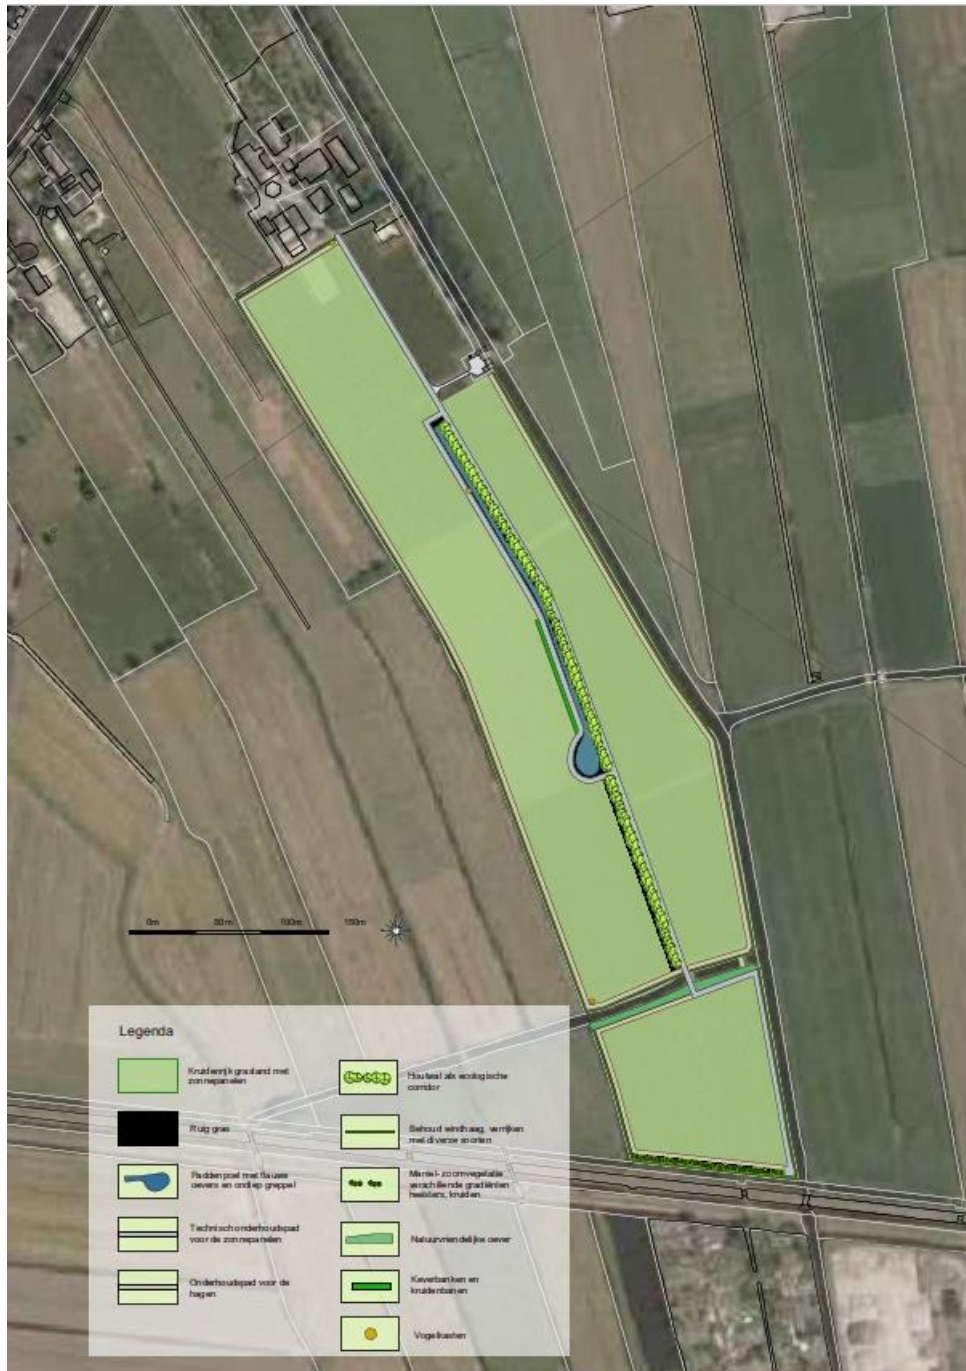 0m 50m 100m 150m
Legenda
Kruidenrijk grasland met
zonnepanelen
Ruig gras
Paddenpoel met flauwe
oevers en ondiep greppel
Technisch onderhoudspad
voor de zonnepanelen
Onderhoudspad voor de
hagen
Houtwal als ecologische
corridor
Behoud windhaag, verrijken
met diverse soorten
Mantel- zoomvegetatie
verschillende gradiënten
heesters, kruiden
Natuurvriendelijke oever
Keverbanken en
kruidenbanen
Vogelkasten